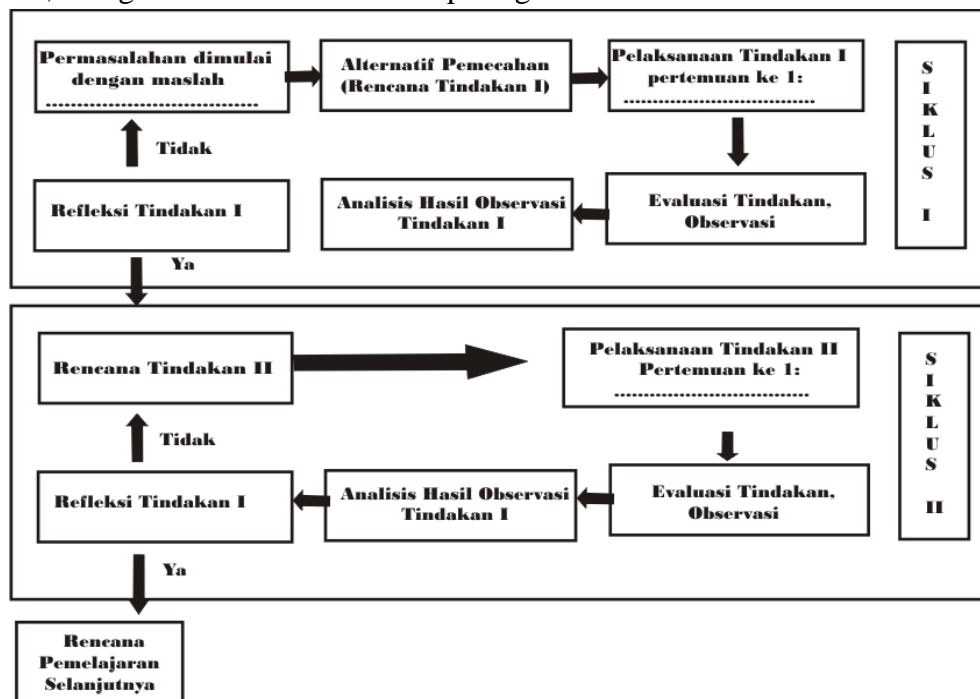 Permasalahan dimulai
dengan maslah
....................................
Alternatif Pemecahan
(Rencana Tindakan I)
Pelaksanaan Tindakan I
pertemuan ke 1:
................................
S
I
K
L
U
S
I
Tidak
Refleksi Tindakan I
Analisis Hasil Observasi
Tindakan I
Evaluasi Tindakan,
Observasi
Ya
Rencana Tindakan II
Pelaksanaan Tindakan II
Pertemuan ke 1:
.................................
S
I
K
L
U
S
II
Tidak
Refleksi Tindakan I
Analisis Hasil Observasi
Tindakan I
Evaluasi Tindakan,
Observasi
Ya
Rencana
Pemelajaran
Selanjutnya